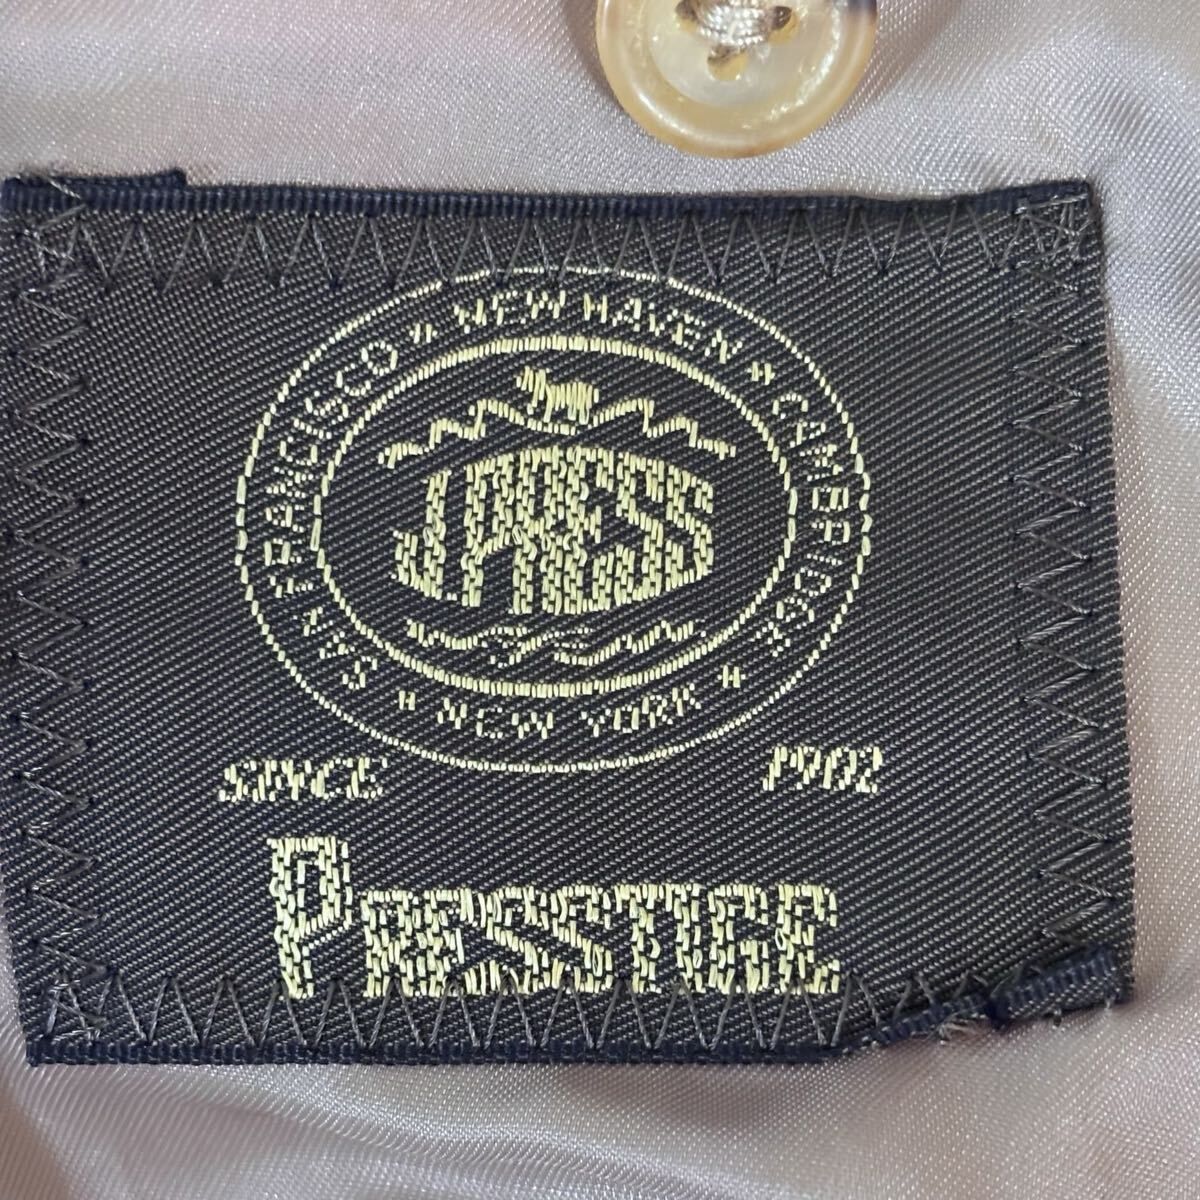 NEW HAVEN " CAMBRIDGE " NEW YORK " SAN FRANCISCO "
J.PRESS
SINCE 1902
PRESSTIGE